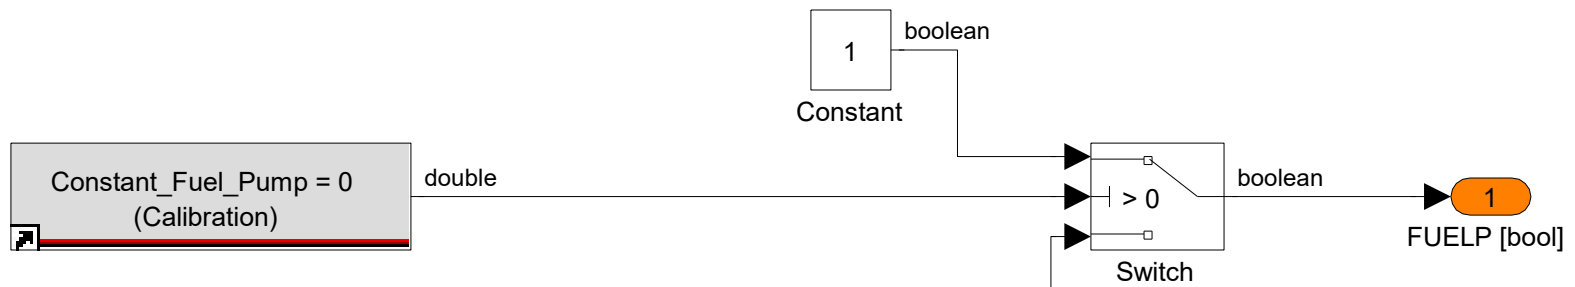 boolean
1
Constant
Constant_Fuel_Pump = 0
(Calibration)
double
> 0
Switch
boolean
1
FUELP [bool]